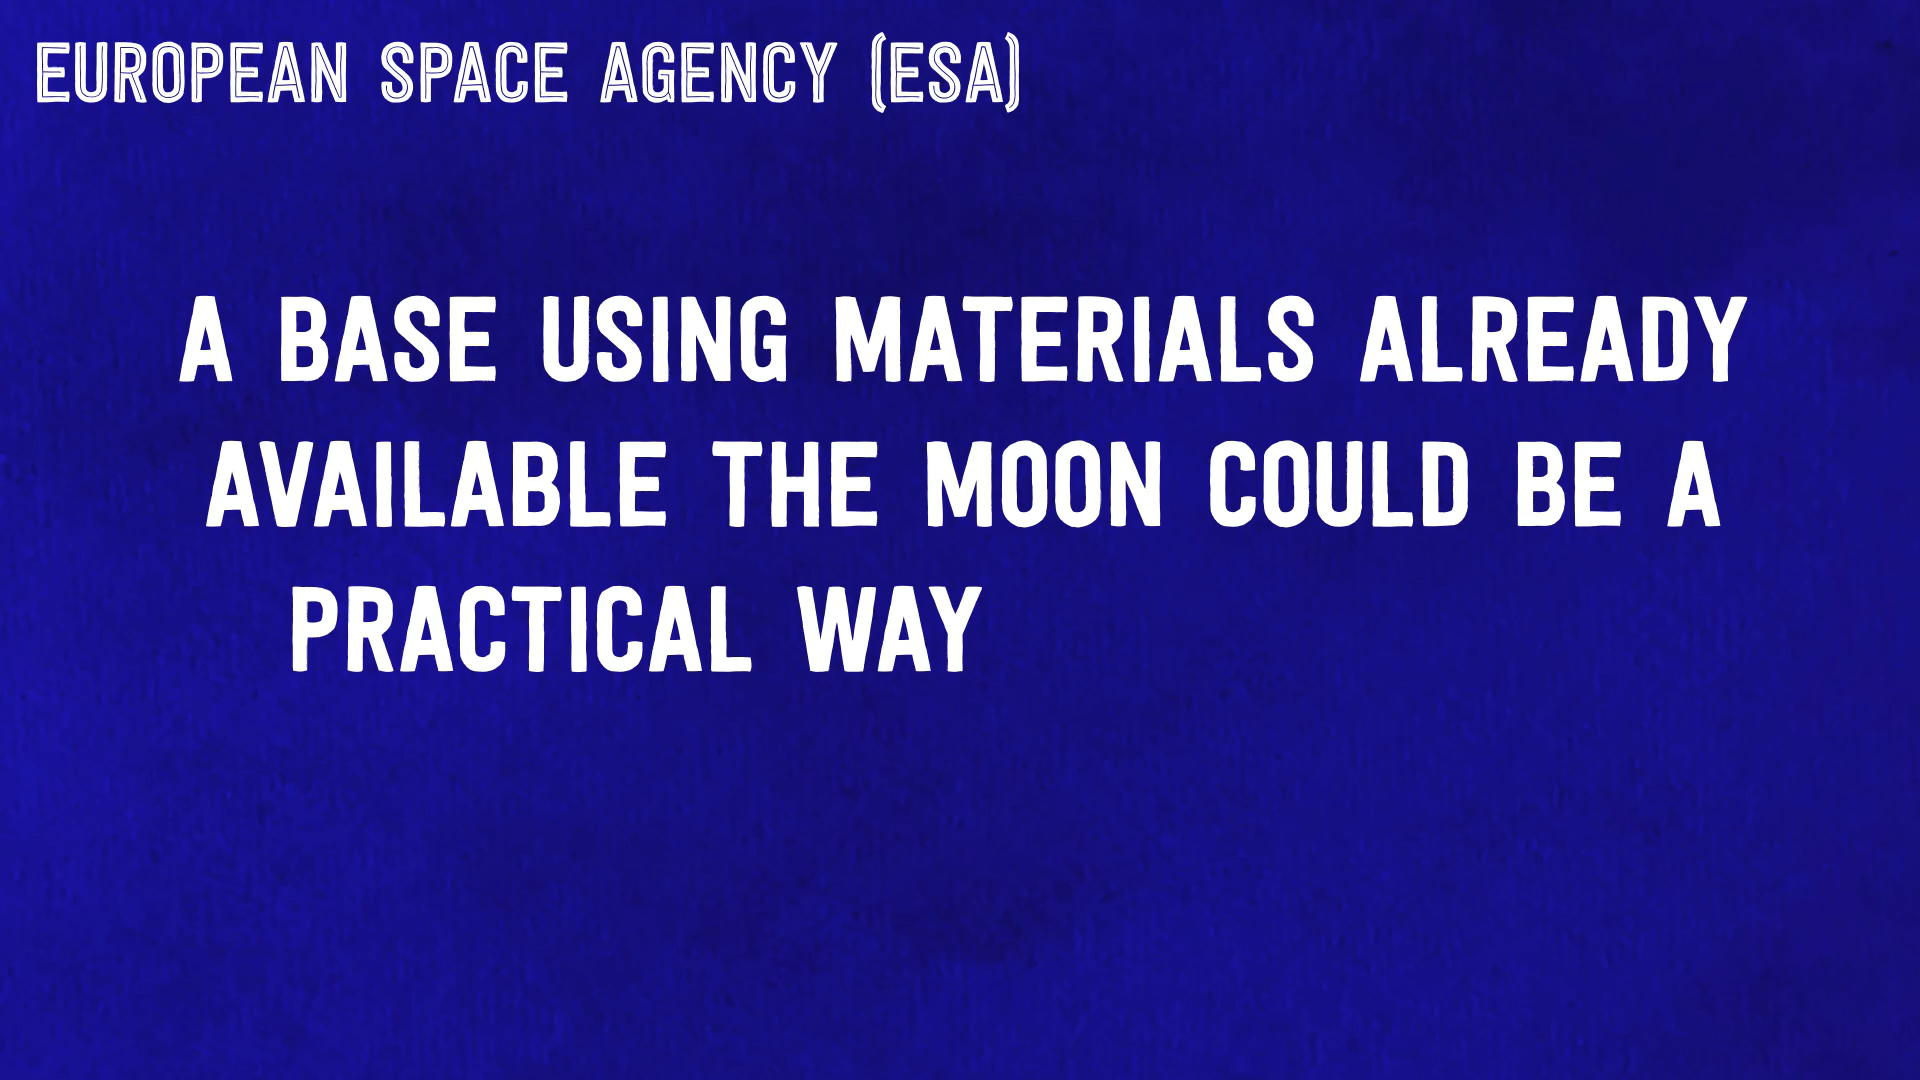 EUROPEAN SPACE AGENCY (ESA)
A BASE USING MATERIALS ALREADY
AVAILABLE THE MOON COULD BE A
PRACTICAL WAY